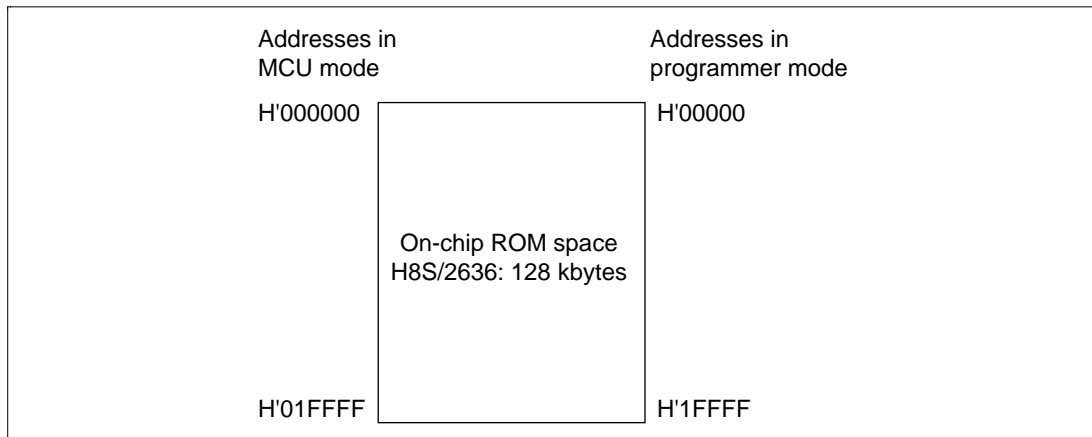 Addresses in
MCU mode
Addresses in
programmer mode
H'000000
H'00000
On-chip ROM space
H8S/2636: 128 kbytes
H'01FFFF
H'1FFFF